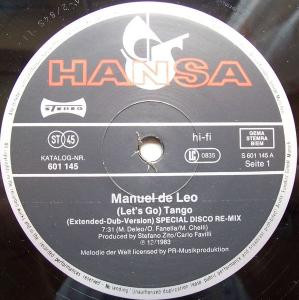 HANSA
STEREO
ST 45
hi-fi
LC 0835
GEMA
STEMRA
BIEM
KATALOG-NR.
601 145
S 601 145 A
Seite 1
Manuel de Leo
(Let's Go) Tango
(Extended-Dub-Version) SPECIAL DISCO RE-MIX
7:31 (M. Deleo/O. Fanella/M. Chelli)
Produced by Stefano Zito/Carlo Favilli
℗ 12/1983
Melodie der Welt licensed by PR-Musikproduktion